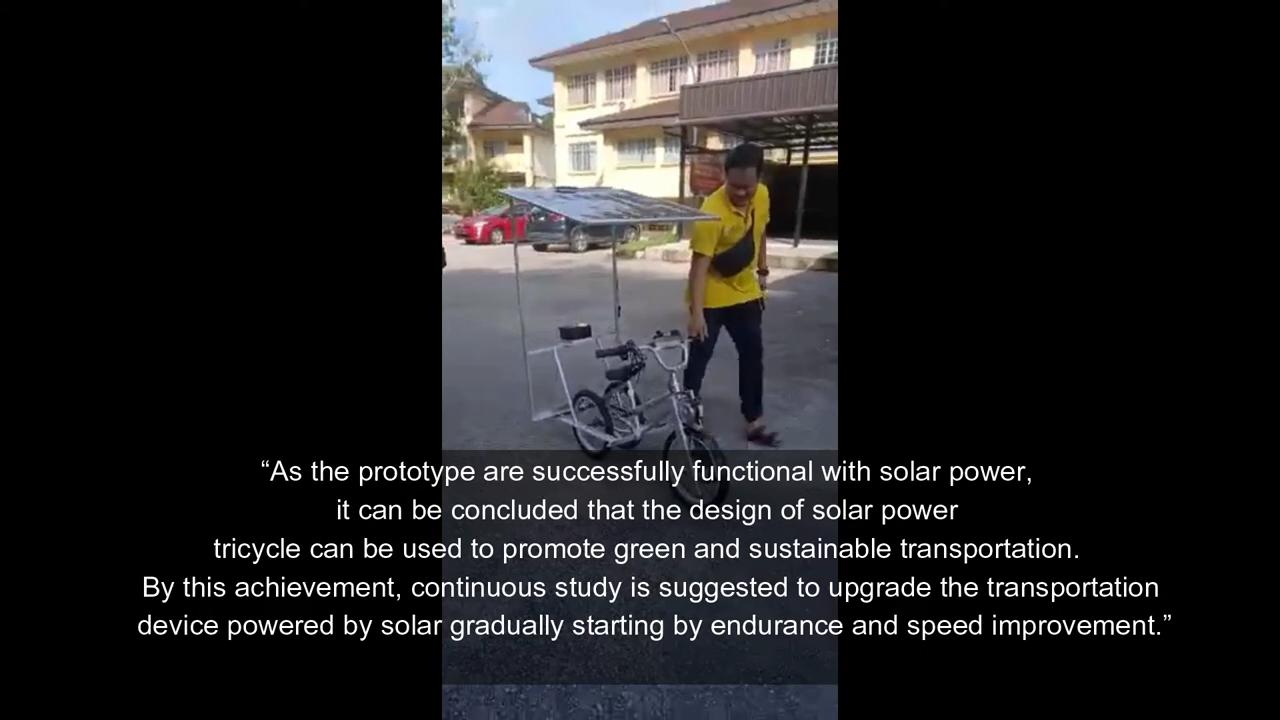 “As the prototype are successfully functional with solar power,
it can be concluded that the design of solar power
tricycle can be used to promote green and sustainable transportation.
By this achievement, continuous study is suggested to upgrade the transportation
device powered by solar gradually starting by endurance and speed improvement.”